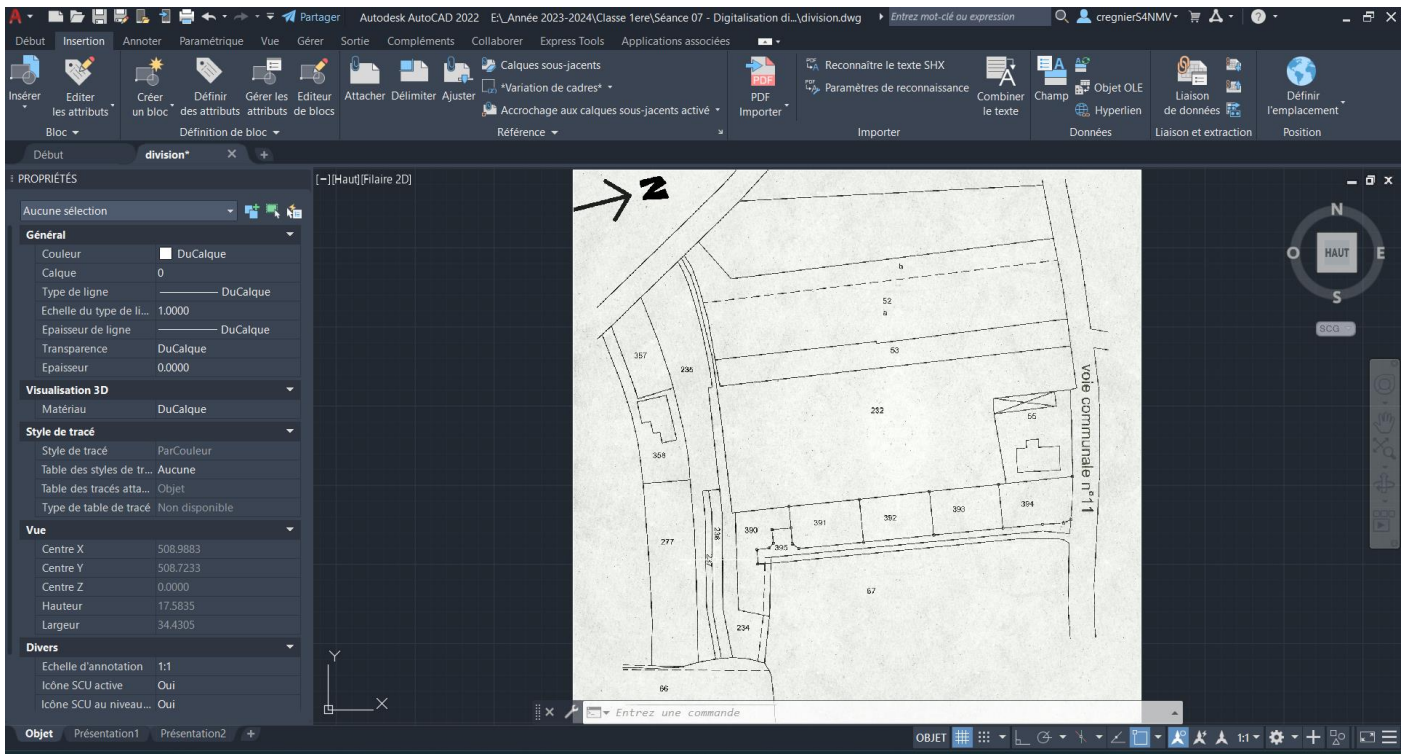 Partager
Autodesk AutoCAD 2022 E:\_Année 2023-2024\Classe 1ere\Séance 07 - Digitalisation di...\division.dwg
Entrez mot-clé ou expression
cregnierS4NMV
Début Insertion Annoter Paramétrique Vue Gérer Sortie Compléments Collaborer Express Tools Applications associées
Insérer
Editer
les attributs
Créer
un bloc
Définir
des attributs
Gérer les
attributs
Editeur
de blocs
Attacher Délimiter Ajuster
Calques sous-jacents
*Variation de cadres*
Accrochage aux calques sous-jacents activé
PDF
PDF
Importer
Reconnaître le texte SHX
Paramètres de reconnaissance
Combiner
le texte
Champ
Objet OLE
Hyperlien
Liaison
de données
Définir
l'emplacement
Bloc
Définition de bloc
Référence
Importer
Données
Liaison et extraction
Position
Début
division*
PROPRIÉTÉS
Aucune sélection
Général
Couleur DuCalque
Calque 0
Type de ligne DuCalque
Echelle du type de li... 1.0000
Epaisseur de ligne DuCalque
Transparence DuCalque
Epaisseur 0.0000
Visualisation 3D
Matériau DuCalque
Style de tracé
Style de tracé ParCouleur
Table des styles de tr... Aucune
Table des tracés atta... Objet
Type de table de tracé Non disponible
Vue
Centre X 508.9883
Centre Y 508.7233
Centre Z 0.0000
Hauteur 17.5835
Largeur 34.4305
Divers
Echelle d'annotation 1:1
Icône SCU active Oui
Icône SCU au niveau... Oui
[−][Haut][Filaire 2D]
N
b
52
a
53
357
235
232
55
358
voie communale n°11
390
391
392
393
394
395
236
237
277
67
234
66
N
O
HAUT
E
S
SCG
Y
X
Entrez une commande
Objet Présentation1 Présentation2 +
OBJET
1:1